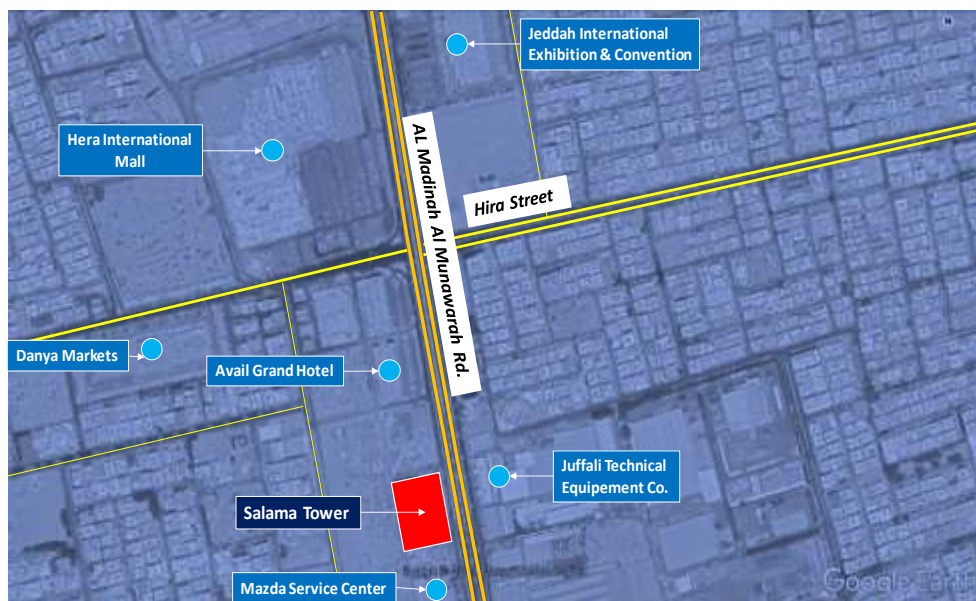 Jeddah International
Exhibition & Convention
Hera International
Mall
AL Madinah Al Munawarah Rd.
Hira Street
Danya Markets
Avail Grand Hotel
Juffali Technical
Equipement Co.
Salama Tower
Mazda Service Center
Google Earth